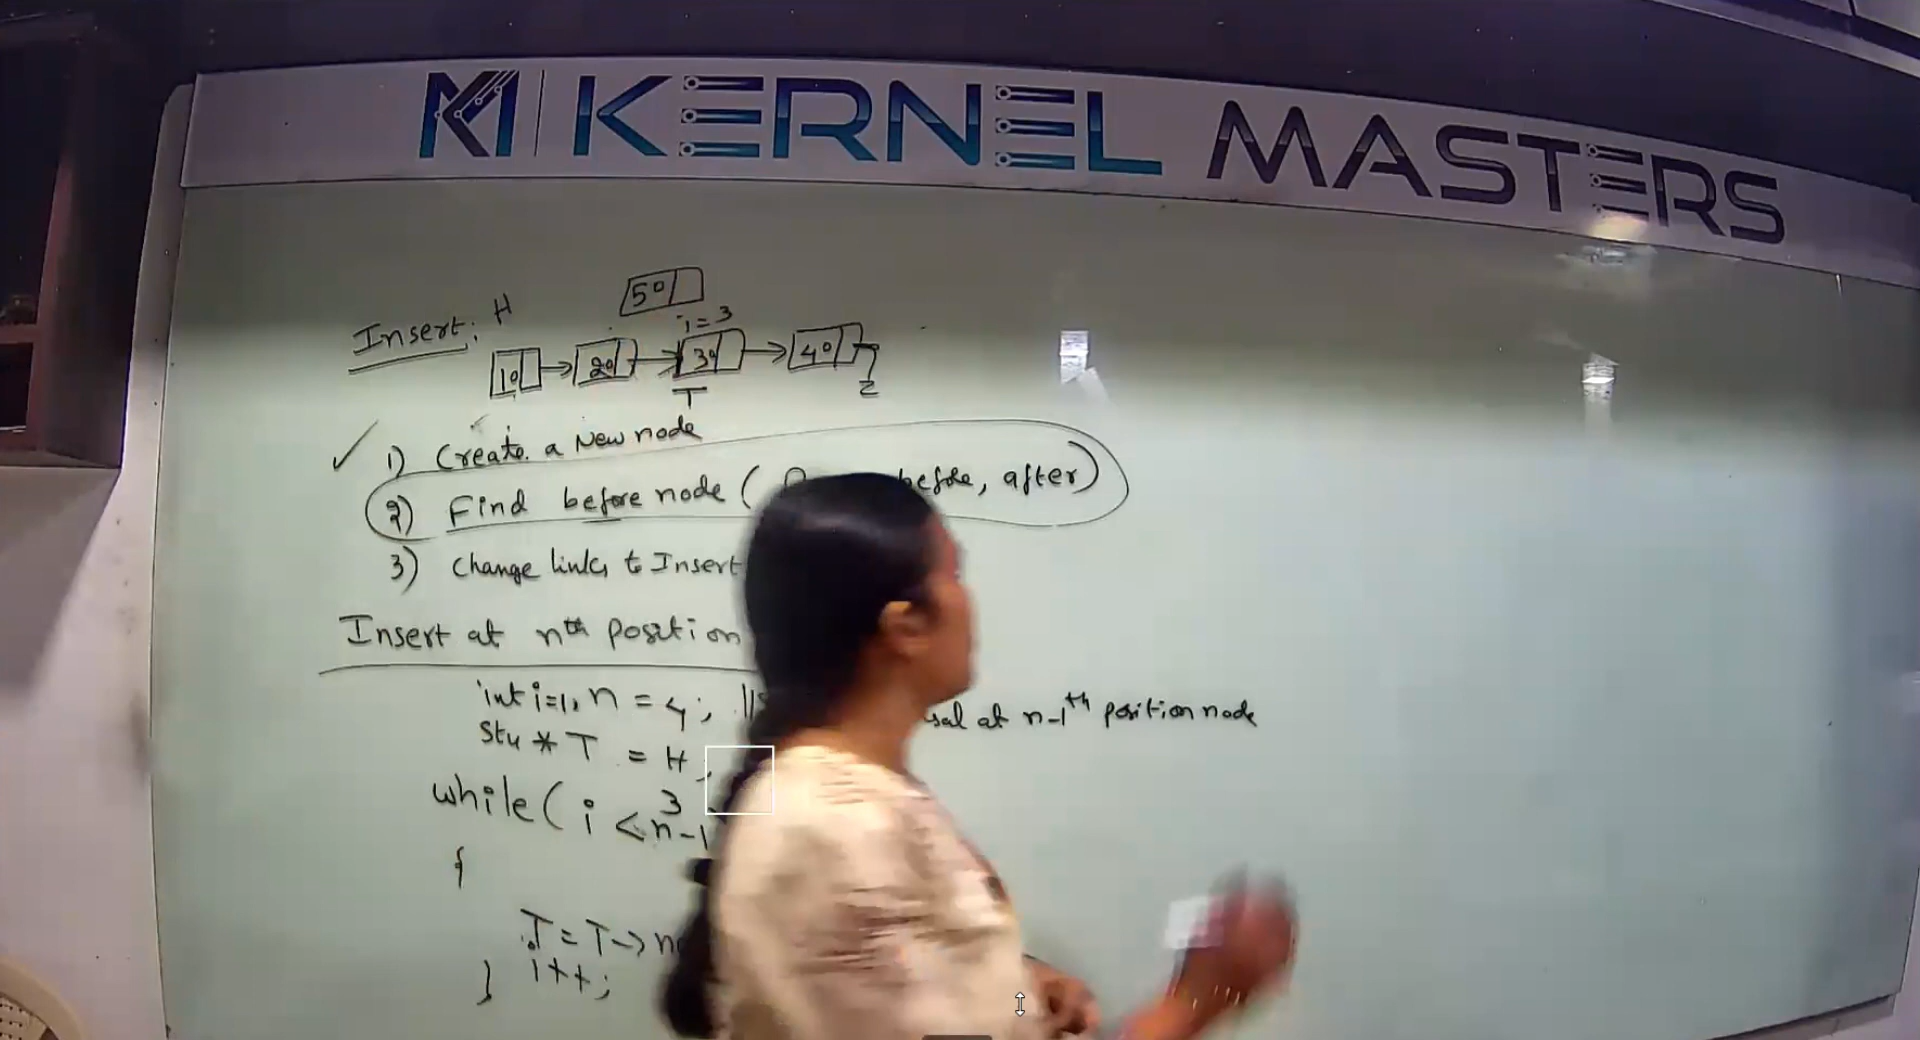 KM KERNEL MASTERS
50
Insert: H i=3
10 20 30 40
T Z
1) Create a New node
2) Find before node ( before, after)
3) Change links to Insert
Insert at nth position
int i=1, n = 4; // at n-1th position node
Stu * T = H;
while ( i < n-1
3
{
T = T->
i++;
}